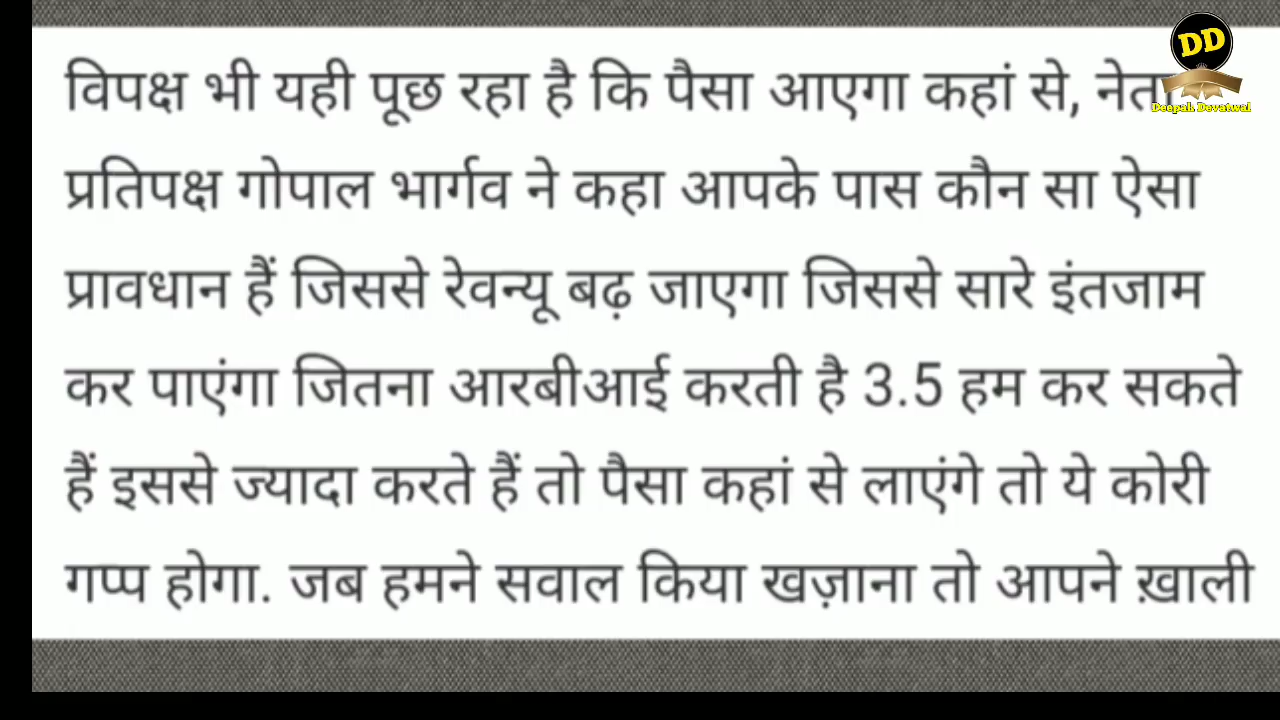 विपक्ष भी यही पूछ रहा है कि पैसा आएगा कहां से, नेता
प्रतिपक्ष गोपाल भार्गव ने कहा आपके पास कौन सा ऐसा
प्रावधान हैं जिससे रेवन्यू बढ़ जाएगा जिससे सारे इंतजाम
कर पाएंगा जितना आरबीआई करती है 3.5 हम कर सकते
हैं इससे ज्यादा करते हैं तो पैसा कहां से लाएंगे तो ये कोरी
गप्प होगा. जब हमने सवाल किया खज़ाना तो आपने ख़ाली
DD
Deepak Devatwal